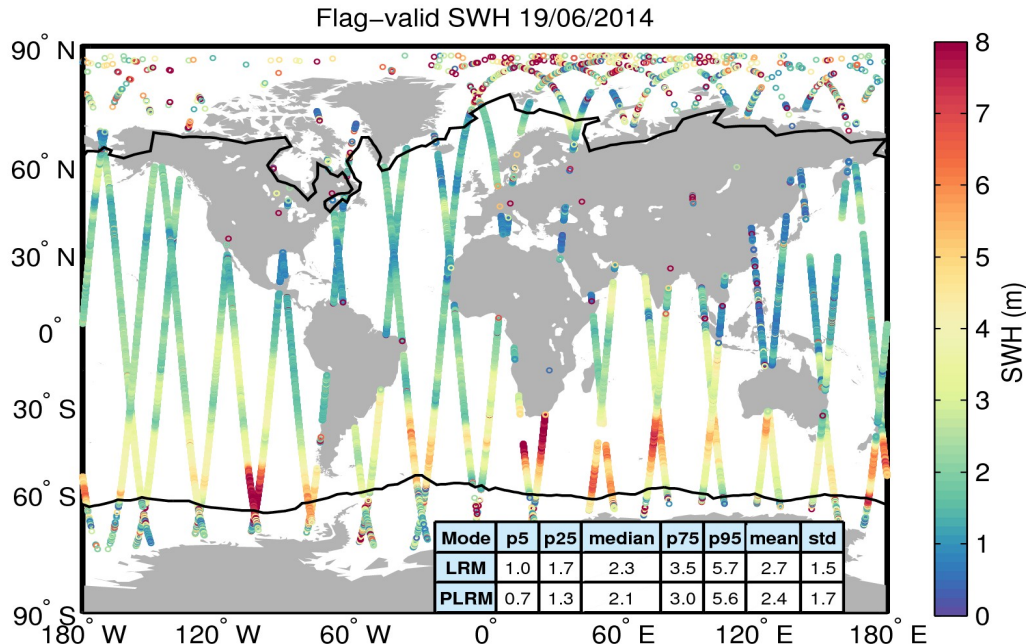 Flag−valid SWH 19/06/2014
90° N
60° N
30° N
0°
30° S
60° S
90° S
180° W
120° W
60° W
0°
60° E
120° E
180° E
8
7
6
5
4
3
2
1
0
SWH (m)
Mode p5 p25 median p75 p95 mean std
LRM 1.0 1.7 2.3 3.5 5.7 2.7 1.5
PLRM 0.7 1.3 2.1 3.0 5.6 2.4 1.7